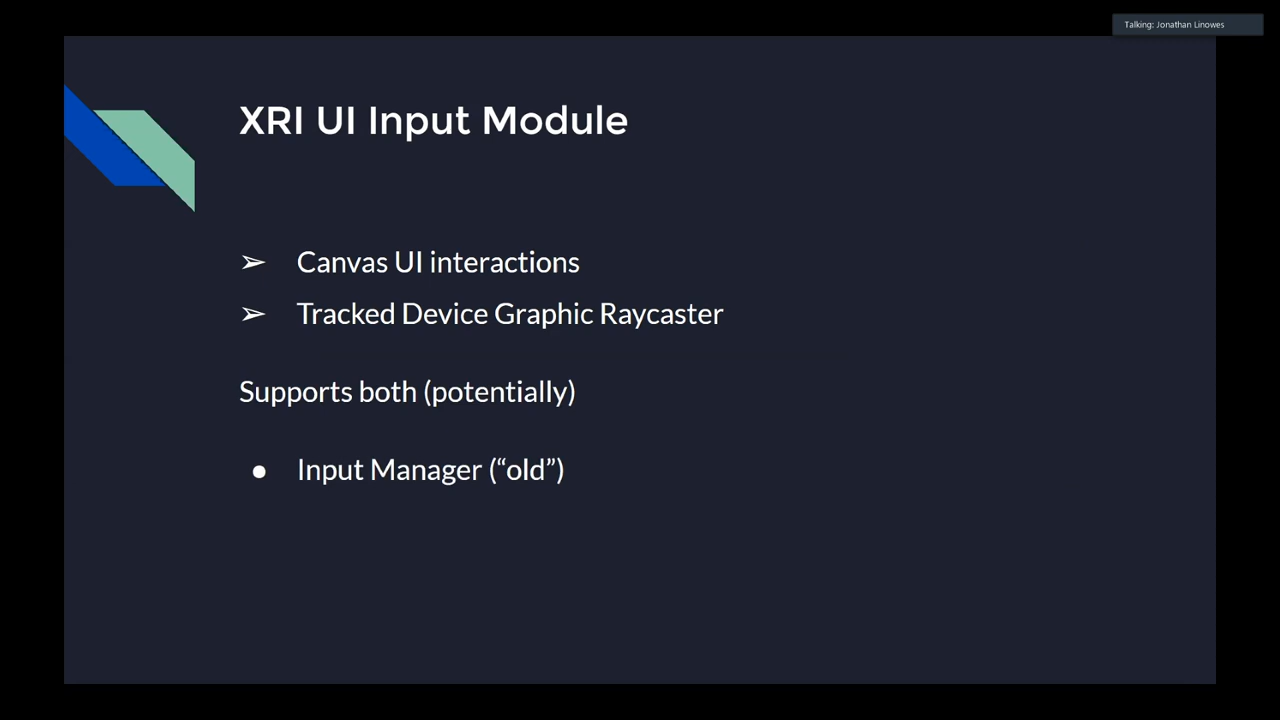 Talking: Jonathan Linowes
XRI UI Input Module
➢ Canvas UI interactions
➢ Tracked Device Graphic Raycaster
Supports both (potentially)
● Input Manager (“old”)